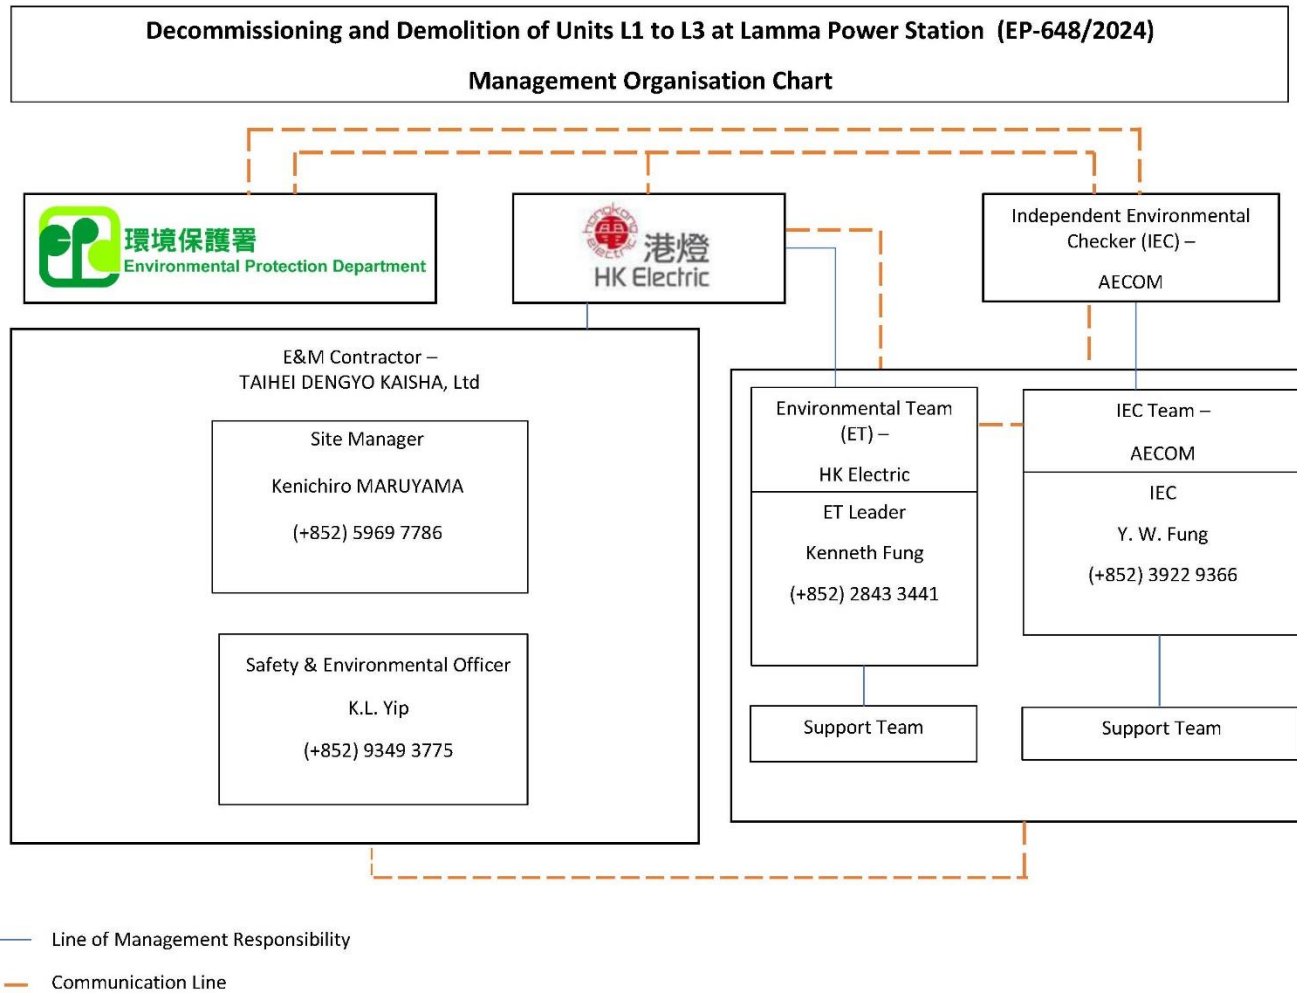 Decommissioning and Demolition of Units L1 to L3 at Lamma Power Station (EP-648/2024)
Management Organisation Chart
環境保護署
Environmental Protection Department
hongkong electric
電
港燈
HK Electric
Independent Environmental
Checker (IEC) –
AECOM
E&M Contractor –
TAIHEI DENGYO KAISHA, Ltd
Site Manager
Kenichiro MARUYAMA
(+852) 5969 7786
Safety & Environmental Officer
K.L. Yip
(+852) 9349 3775
Environmental Team
(ET) –
HK Electric
ET Leader
Kenneth Fung
(+852) 2843 3441
Support Team
IEC Team –
AECOM
IEC
Y. W. Fung
(+852) 3922 9366
Support Team
Line of Management Responsibility
Communication Line